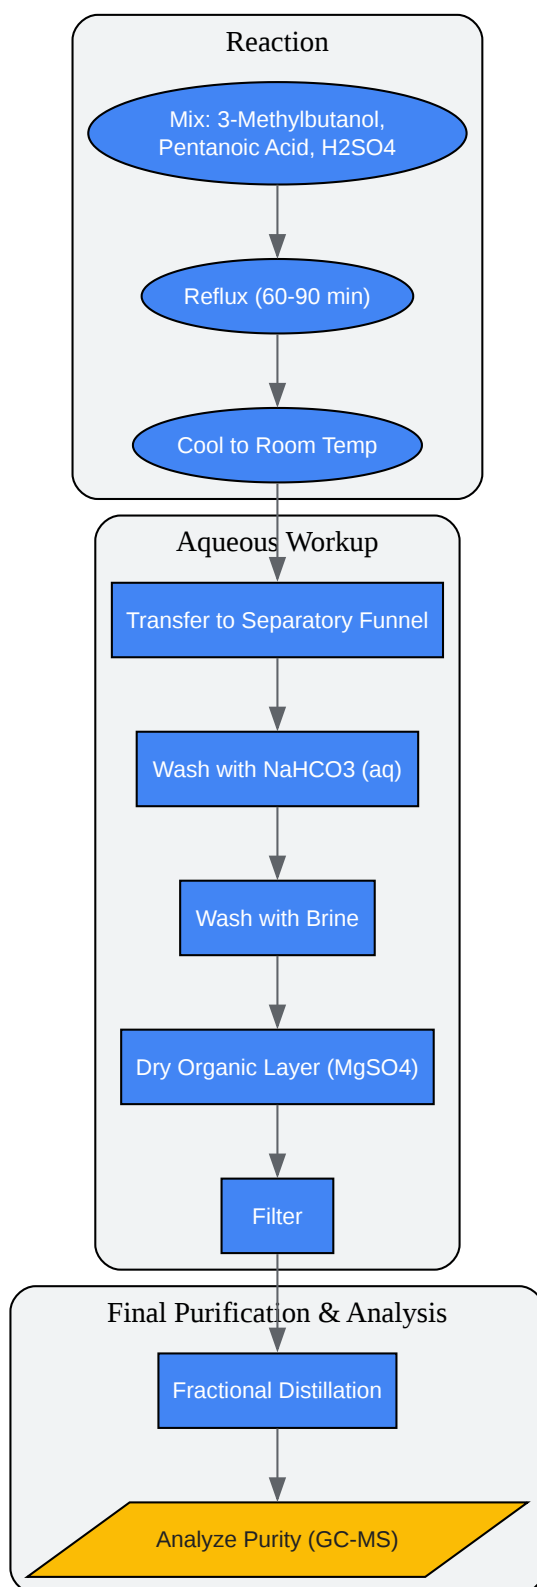 Reaction
Mix: 3-Methylbutanol,
Pentanoic Acid, H2SO4
Reflux (60-90 min)
Cool to Room Temp
Aqueous Workup
Transfer to Separatory Funnel
Wash with NaHCO3 (aq)
Wash with Brine
Dry Organic Layer (MgSO4)
Filter
Final Purification & Analysis
Fractional Distillation
Analyze Purity (GC-MS)